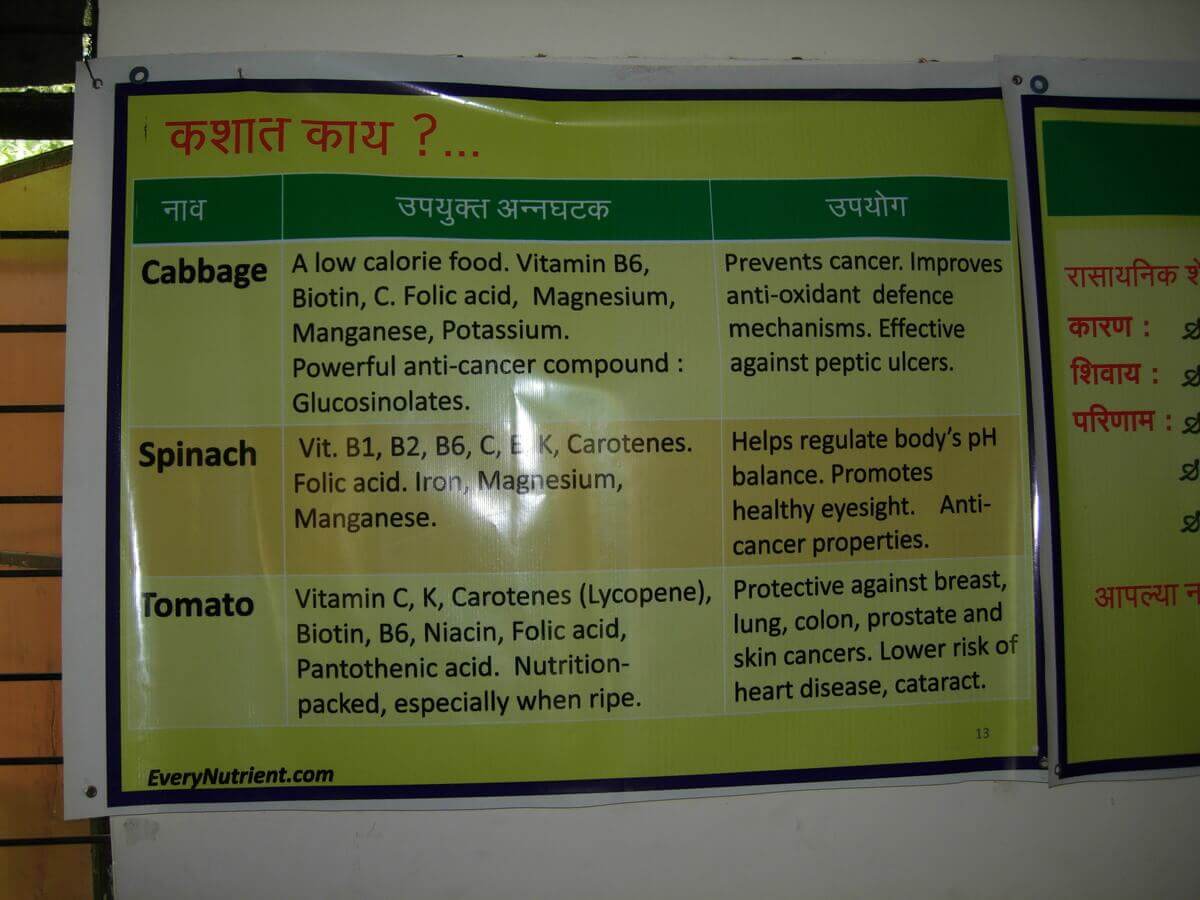 कशात काय ?...
नाव उपयुक्त अन्नघटक उपयोग
Cabbage
A low calorie food. Vitamin B6,
Biotin, C. Folic acid, Magnesium,
Manganese, Potassium.
Powerful anti-cancer compound :
Glucosinolates.
Prevents cancer. Improves
anti-oxidant defence
mechanisms. Effective
against peptic ulcers.
Spinach
Vit. B1, B2, B6, C, E, K, Carotenes.
Folic acid. Iron, Magnesium,
Manganese.
Helps regulate body's pH
balance. Promotes
healthy eyesight. Anti-
cancer properties.
Tomato
Vitamin C, K, Carotenes (Lycopene),
Biotin, B6, Niacin, Folic acid,
Pantothenic acid. Nutrition-
packed, especially when ripe.
Protective against breast,
lung, colon, prostate and
skin cancers. Lower risk of
heart disease, cataract.
13
EveryNutrient.com
रासायनिक
कारण :
शिवाय :
परिणाम :
आपल्या